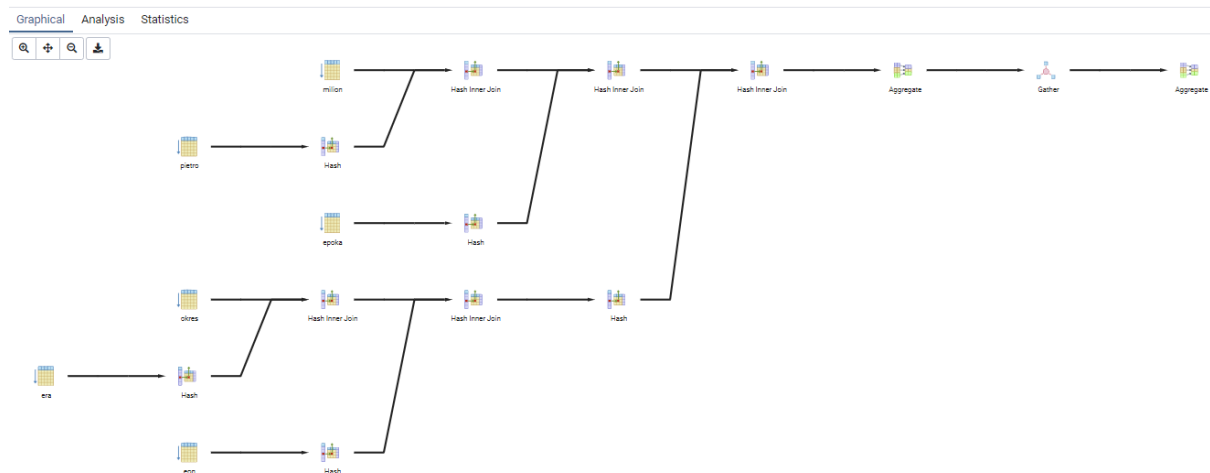 Graphical Analysis Statistics
milion Hash Inner Join Hash Inner Join Hash Inner Join Aggregate Gather Aggregate
pietro Hash
epoka Hash
okres Hash Inner Join Hash Inner Join Hash
era Hash
eon Hash